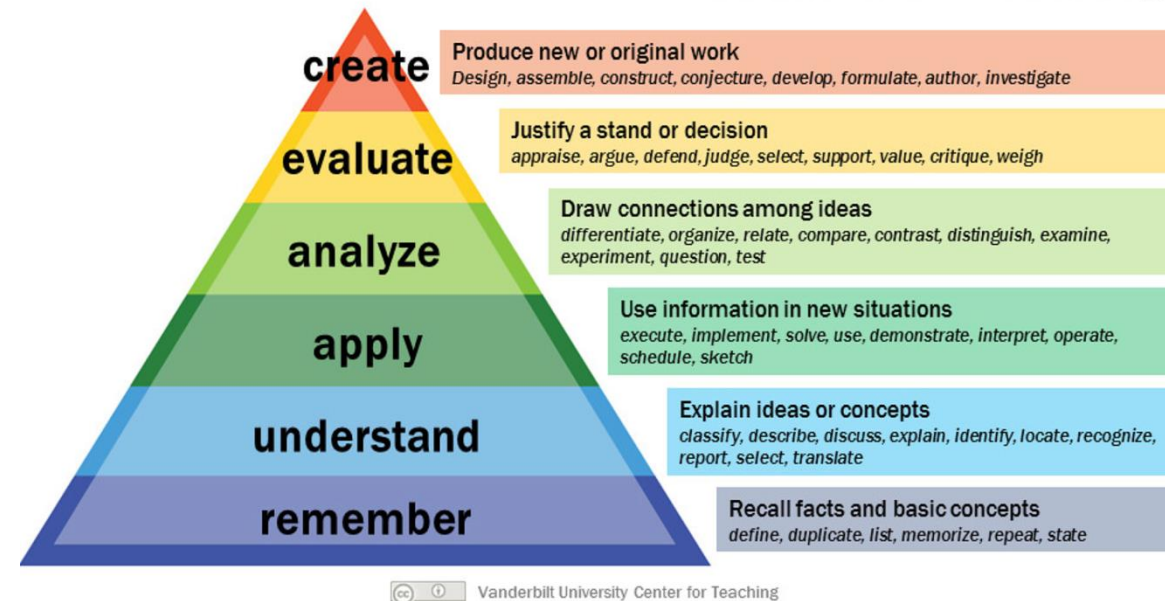 create
Produce new or original work
Design, assemble, construct, conjecture, develop, formulate, author, investigate
evaluate
Justify a stand or decision
appraise, argue, defend, judge, select, support, value, critique, weigh
analyze
Draw connections among ideas
differentiate, organize, relate, compare, contrast, distinguish, examine,
experiment, question, test
apply
Use information in new situations
execute, implement, solve, use, demonstrate, interpret, operate,
schedule, sketch
understand
Explain ideas or concepts
classify, describe, discuss, explain, identify, locate, recognize,
report, select, translate
remember
Recall facts and basic concepts
define, duplicate, list, memorize, repeat, state
cc Vanderbilt University Center for Teaching